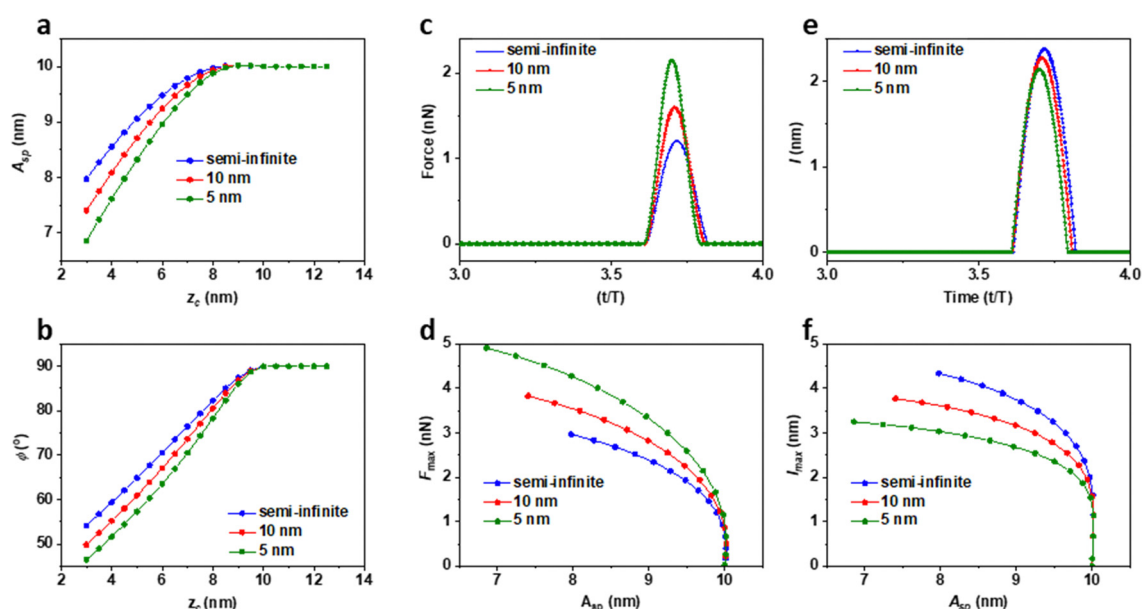 a
A_sp (nm)
10
9
8
7
semi-infinite
10 nm
5 nm
2 4 6 8 10 12 14
z_c (nm)
c
Force (nN)
2
1
0
semi-infinite
10 nm
5 nm
3.0 3.5 4.0
(t/T)
e
I (nm)
2
1
0
semi-infinite
10 nm
5 nm
3.0 3.5 4.0
Time (t/T)
b
ϕ (°)
90
80
70
60
50
semi-infinite
10 nm
5 nm
2 4 6 8 10 12 14
z_c (nm)
d
F_max (nN)
5
4
3
2
1
0
semi-infinite
10 nm
5 nm
7 8 9 10
A_sp (nm)
f
I_max (nm)
5
4
3
2
1
0
semi-infinite
10 nm
5 nm
7 8 9 10
A_sp (nm)